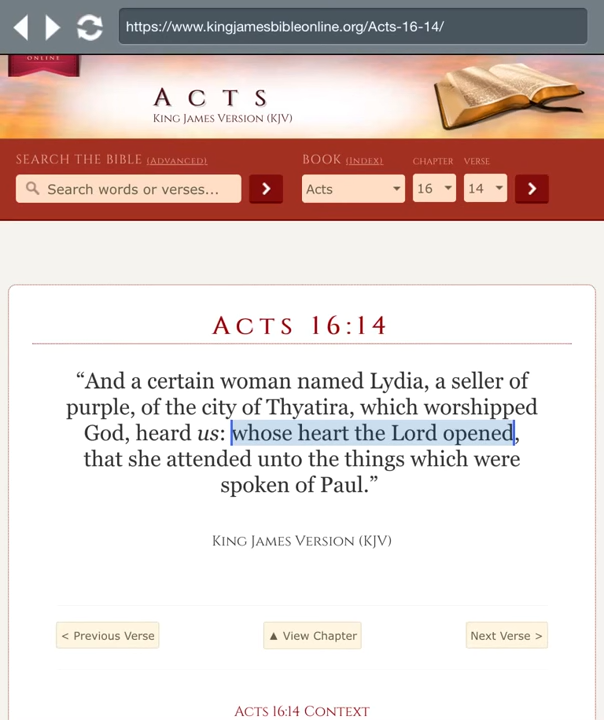 https://www.kingjamesbibleonline.org/Acts-16-14/
ONLINE
ACTS
KING JAMES VERSION (KJV)
SEARCH THE BIBLE (ADVANCED)
BOOK (INDEX) CHAPTER VERSE
Search words or verses...
Acts 16 14
ACTS 16:14
“And a certain woman named Lydia, a seller of
purple, of the city of Thyatira, which worshipped
God, heard us: whose heart the Lord opened,
that she attended unto the things which were
spoken of Paul.”
KING JAMES VERSION (KJV)
< Previous Verse ▲ View Chapter Next Verse >
ACTS 16:14 CONTEXT